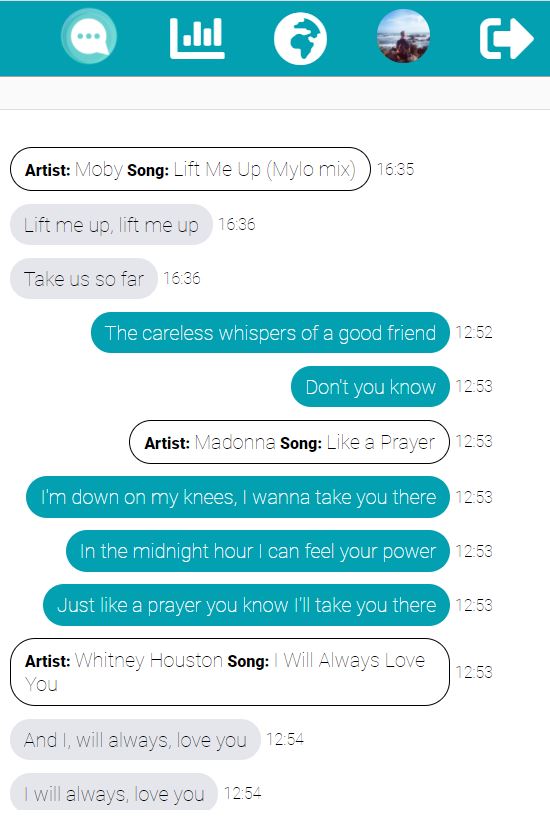 Artist: Moby Song: Lift Me Up (Mylo mix) 16:35
Lift me up, lift me up 16:36
Take us so far 16:36
The careless whispers of a good friend 12:52
Don't you know 12:53
Artist: Madonna Song: Like a Prayer 12:53
I'm down on my knees, I wanna take you there 12:53
In the midnight hour I can feel your power 12:53
Just like a prayer you know I'll take you there 12:53
Artist: Whitney Houston Song: I Will Always Love
You 12:53
And I, will always, love you 12:54
I will always, love you 12:54